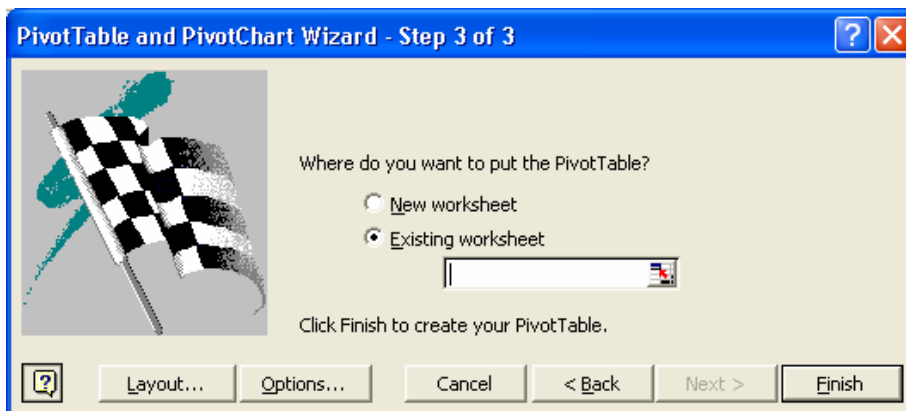 PivotTable and PivotChart Wizard - Step 3 of 3
Where do you want to put the PivotTable?
New worksheet
Existing worksheet
Click Finish to create your PivotTable.
Layout... Options... Cancel < Back Next > Finish